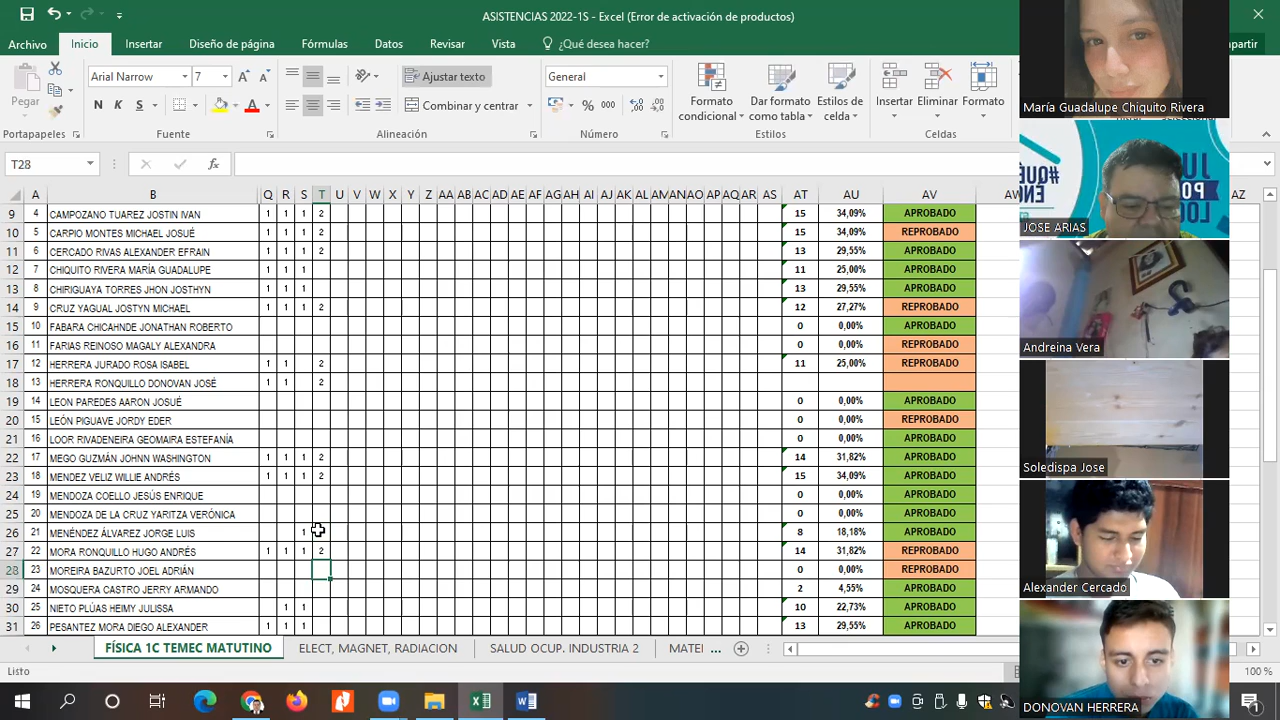 ASISTENCIAS 2022-1S - Excel (Error de activación de productos)
Archivo Inicio Insertar Diseño de página Fórmulas Datos Revisar Vista ¿Qué desea hacer? partir
Pegar
Arial Narrow 7
N K S
Ajustar texto
Combinar y centrar
General
% 000
Formato condicional
Dar formato como tabla
Estilos de celda
Insertar Eliminar Formato
Portapapeles Fuente Alineación Número Estilos Celdas
T28
A B Q R S T U V W X Y Z AA AB AC AD AE AF AG AH AI AJ AK AL AM AN AO AP AQ AR AS AT AU AV AZ
9 4 CAMPOZANO TUAREZ JOSTIN IVAN 1 1 1 2 15 34,09% APROBADO
10 5 CARPIO MONTES MICHAEL JOSUÉ 1 1 1 2 15 34,09% REPROBADO
11 6 CERCADO RIVAS ALEXANDER EFRAIN 1 1 1 2 13 29,55% APROBADO
12 7 CHIQUITO RIVERA MARÍA GUADALUPE 1 1 1 11 25,00% APROBADO
13 8 CHIRIGUAYA TORRES JHON JOSTHYN 1 1 1 13 29,55% APROBADO
14 9 CRUZ YAGUAL JOSTYN MICHAEL 1 1 1 2 12 27,27% REPROBADO
15 10 FABARA CHICAHNDE JONATHAN ROBERTO 0 0,00% APROBADO
16 11 FARIAS REINOSO MAGALY ALEXANDRA 0 0,00% REPROBADO
17 12 HERRERA JURADO ROSA ISABEL 1 1 2 11 25,00% REPROBADO
18 13 HERRERA RONQUILLO DONOVAN JOSÉ 1 1 2
19 14 LEON PAREDES AARON JOSUÉ 0 0,00% APROBADO
20 15 LEÓN PIGUAVE JORDY EDER 0 0,00% REPROBADO
21 16 LOOR RIVADENEIRA GEOMAIRA ESTEFANÍA 0 0,00% APROBADO
22 17 MEGO GUZMÁN JOHNN WASHINGTON 1 1 1 2 14 31,82% APROBADO
23 18 MENDEZ VELIZ WILLIE ANDRÉS 1 1 1 2 15 34,09% APROBADO
24 19 MENDOZA COELLO JESÚS ENRIQUE 0 0,00% APROBADO
25 20 MENDOZA DE LA CRUZ YARITZA VERÓNICA 0 0,00% APROBADO
26 21 MENÉNDEZ ÁLVAREZ JORGE LUIS 1 8 18,18% APROBADO
27 22 MORA RONQUILLO HUGO ANDRÉS 1 1 1 2 14 31,82% REPROBADO
28 23 MOREIRA BAZURTO JOEL ADRIÁN 0 0,00% REPROBADO
29 24 MOSQUERA CASTRO JERRY ARMANDO 2 4,55% APROBADO
30 25 NIETO PLÚAS HEIMY JULISSA 1 1 10 22,73% APROBADO
31 26 PESANTEZ MORA DIEGO ALEXANDER 1 1 1 13 29,55% APROBADO
FÍSICA 1C TEMEC MATUTINO ELECT, MAGNET, RADIACION SALUD OCUP. INDUSTRIA 2 MATEI ...
Listo 100 %
María Guadalupe Chiquito Rivera
JOSE ARIAS
Andreina Vera
Soledispa Jose
Alexander Cercado
DONOVAN HERRERA